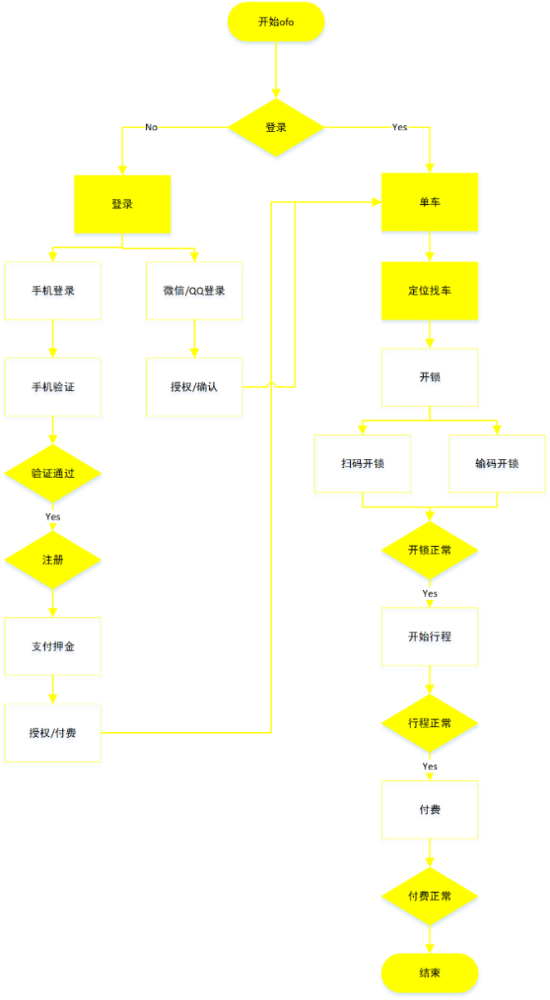 开始ofo
登录
No
Yes
登录
单车
手机登录
微信/QQ登录
定位找车
手机验证
授权/确认
开锁
扫码开锁
输码开锁
验证通过
Yes
注册
开锁正常
Yes
支付押金
开始行程
授权/付费
行程正常
Yes
付费
付费正常
结束